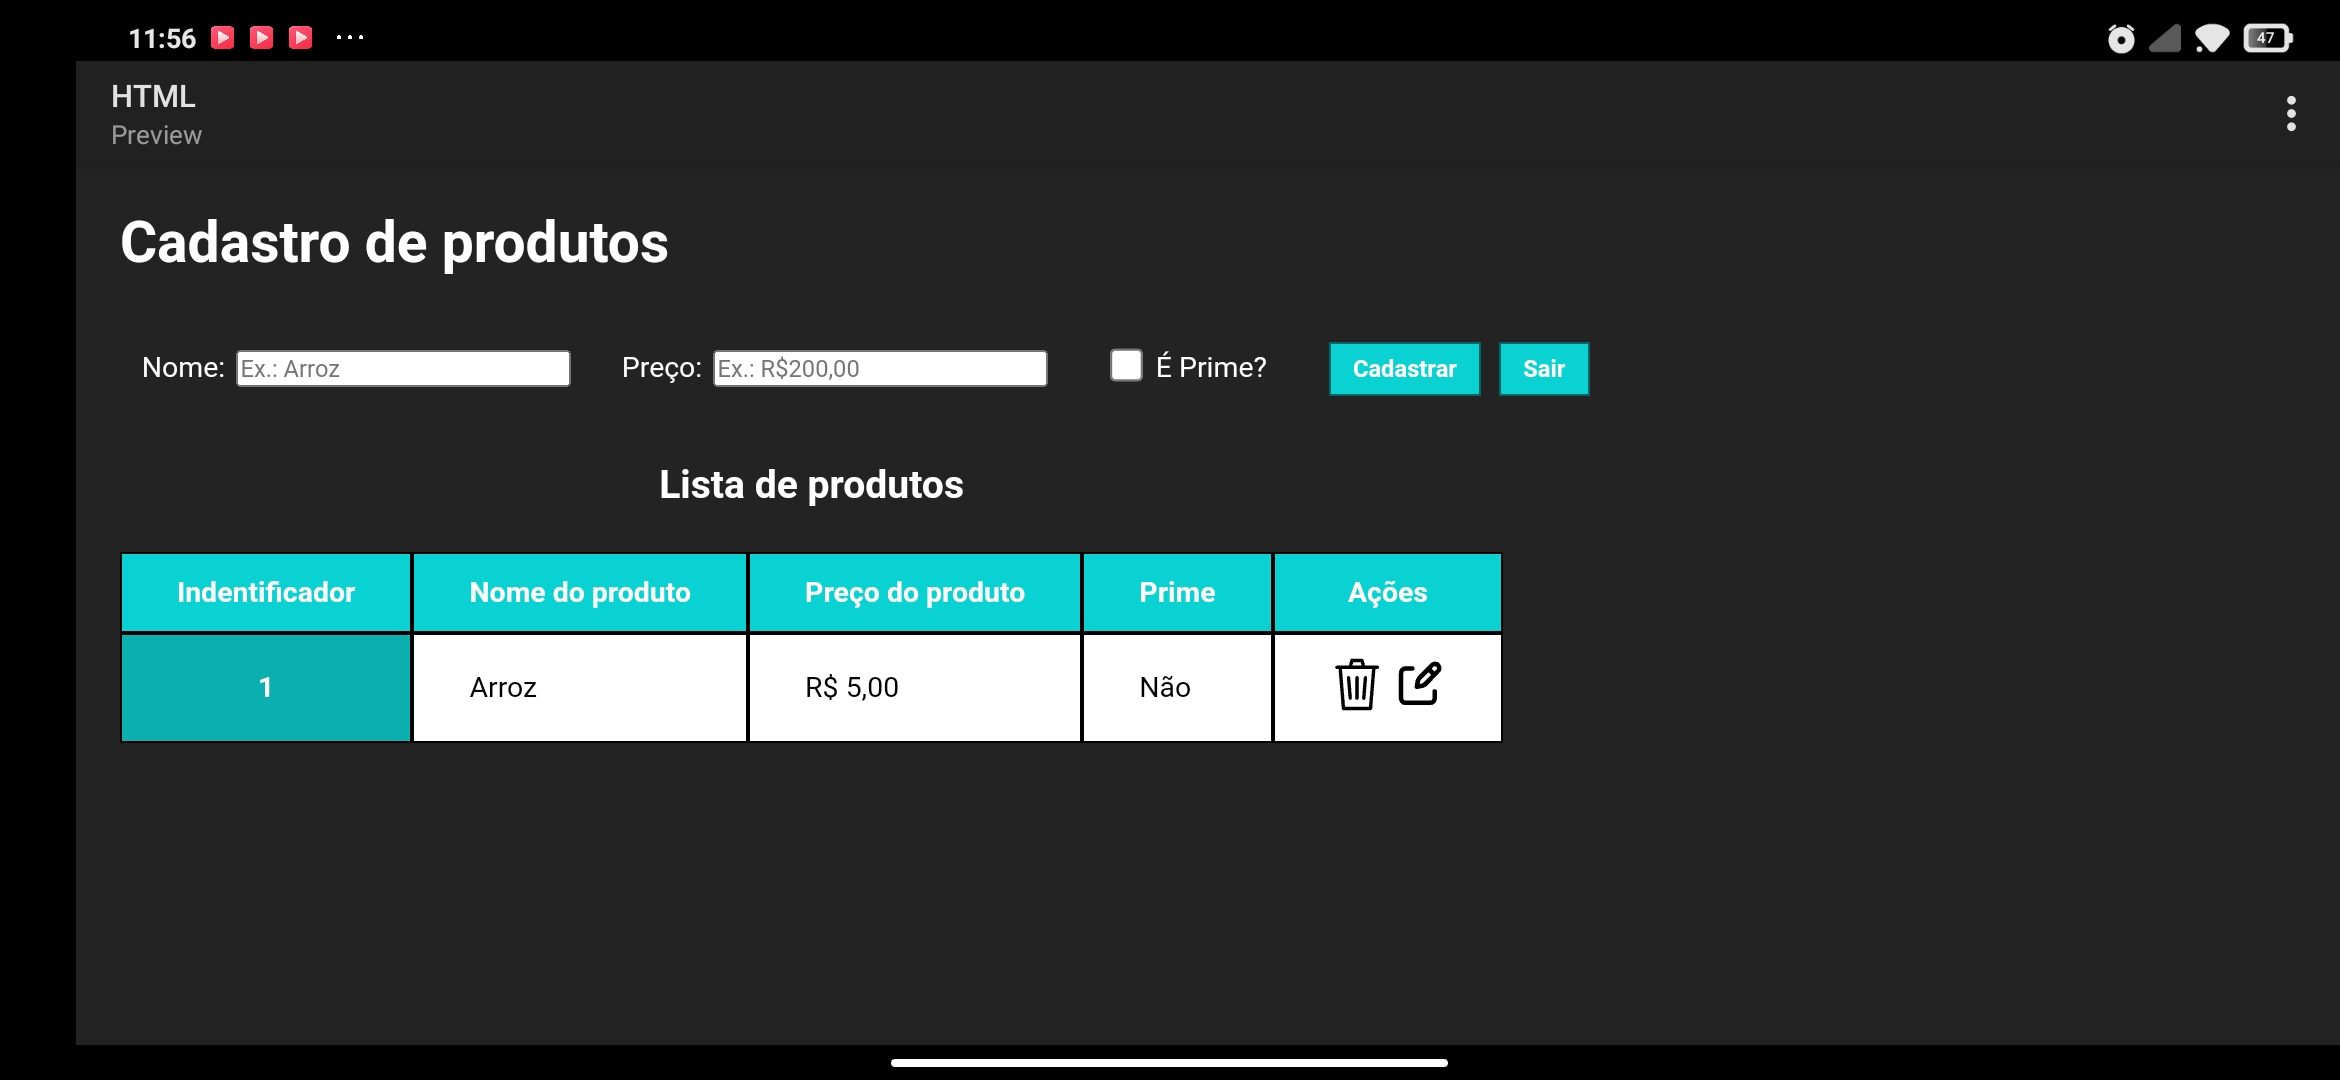 11:56 ... 47
HTML
Preview
Cadastro de produtos
Nome: Ex.: Arroz Preço: Ex.: R$200,00 É Prime? Cadastrar Sair
Lista de produtos
Indentificador Nome do produto Preço do produto Prime Ações
1 Arroz R$ 5,00 Não